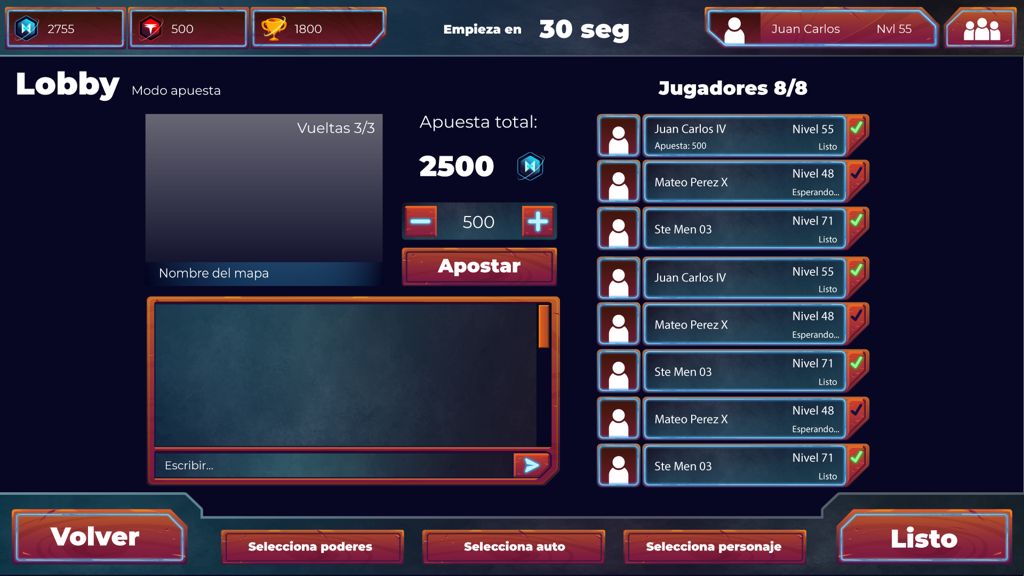 2755
500
1800
Empieza en 30 seg
Juan Carlos Nvl 55
Lobby Modo apuesta
Vueltas 3/3
Nombre del mapa
Apuesta total:
2500
500
Apostar
Escribir...
Jugadores 8/8
Juan Carlos IV Nivel 55
Apuesta: 500 Listo
Mateo Perez X Nivel 48
Esperando...
Ste Men 03 Nivel 71
Listo
Juan Carlos IV Nivel 55
Listo
Mateo Perez X Nivel 48
Esperando...
Ste Men 03 Nivel 71
Listo
Mateo Perez X Nivel 48
Esperando...
Ste Men 03 Nivel 71
Listo
Volver
Selecciona poderes
Selecciona auto
Selecciona personaje
Listo